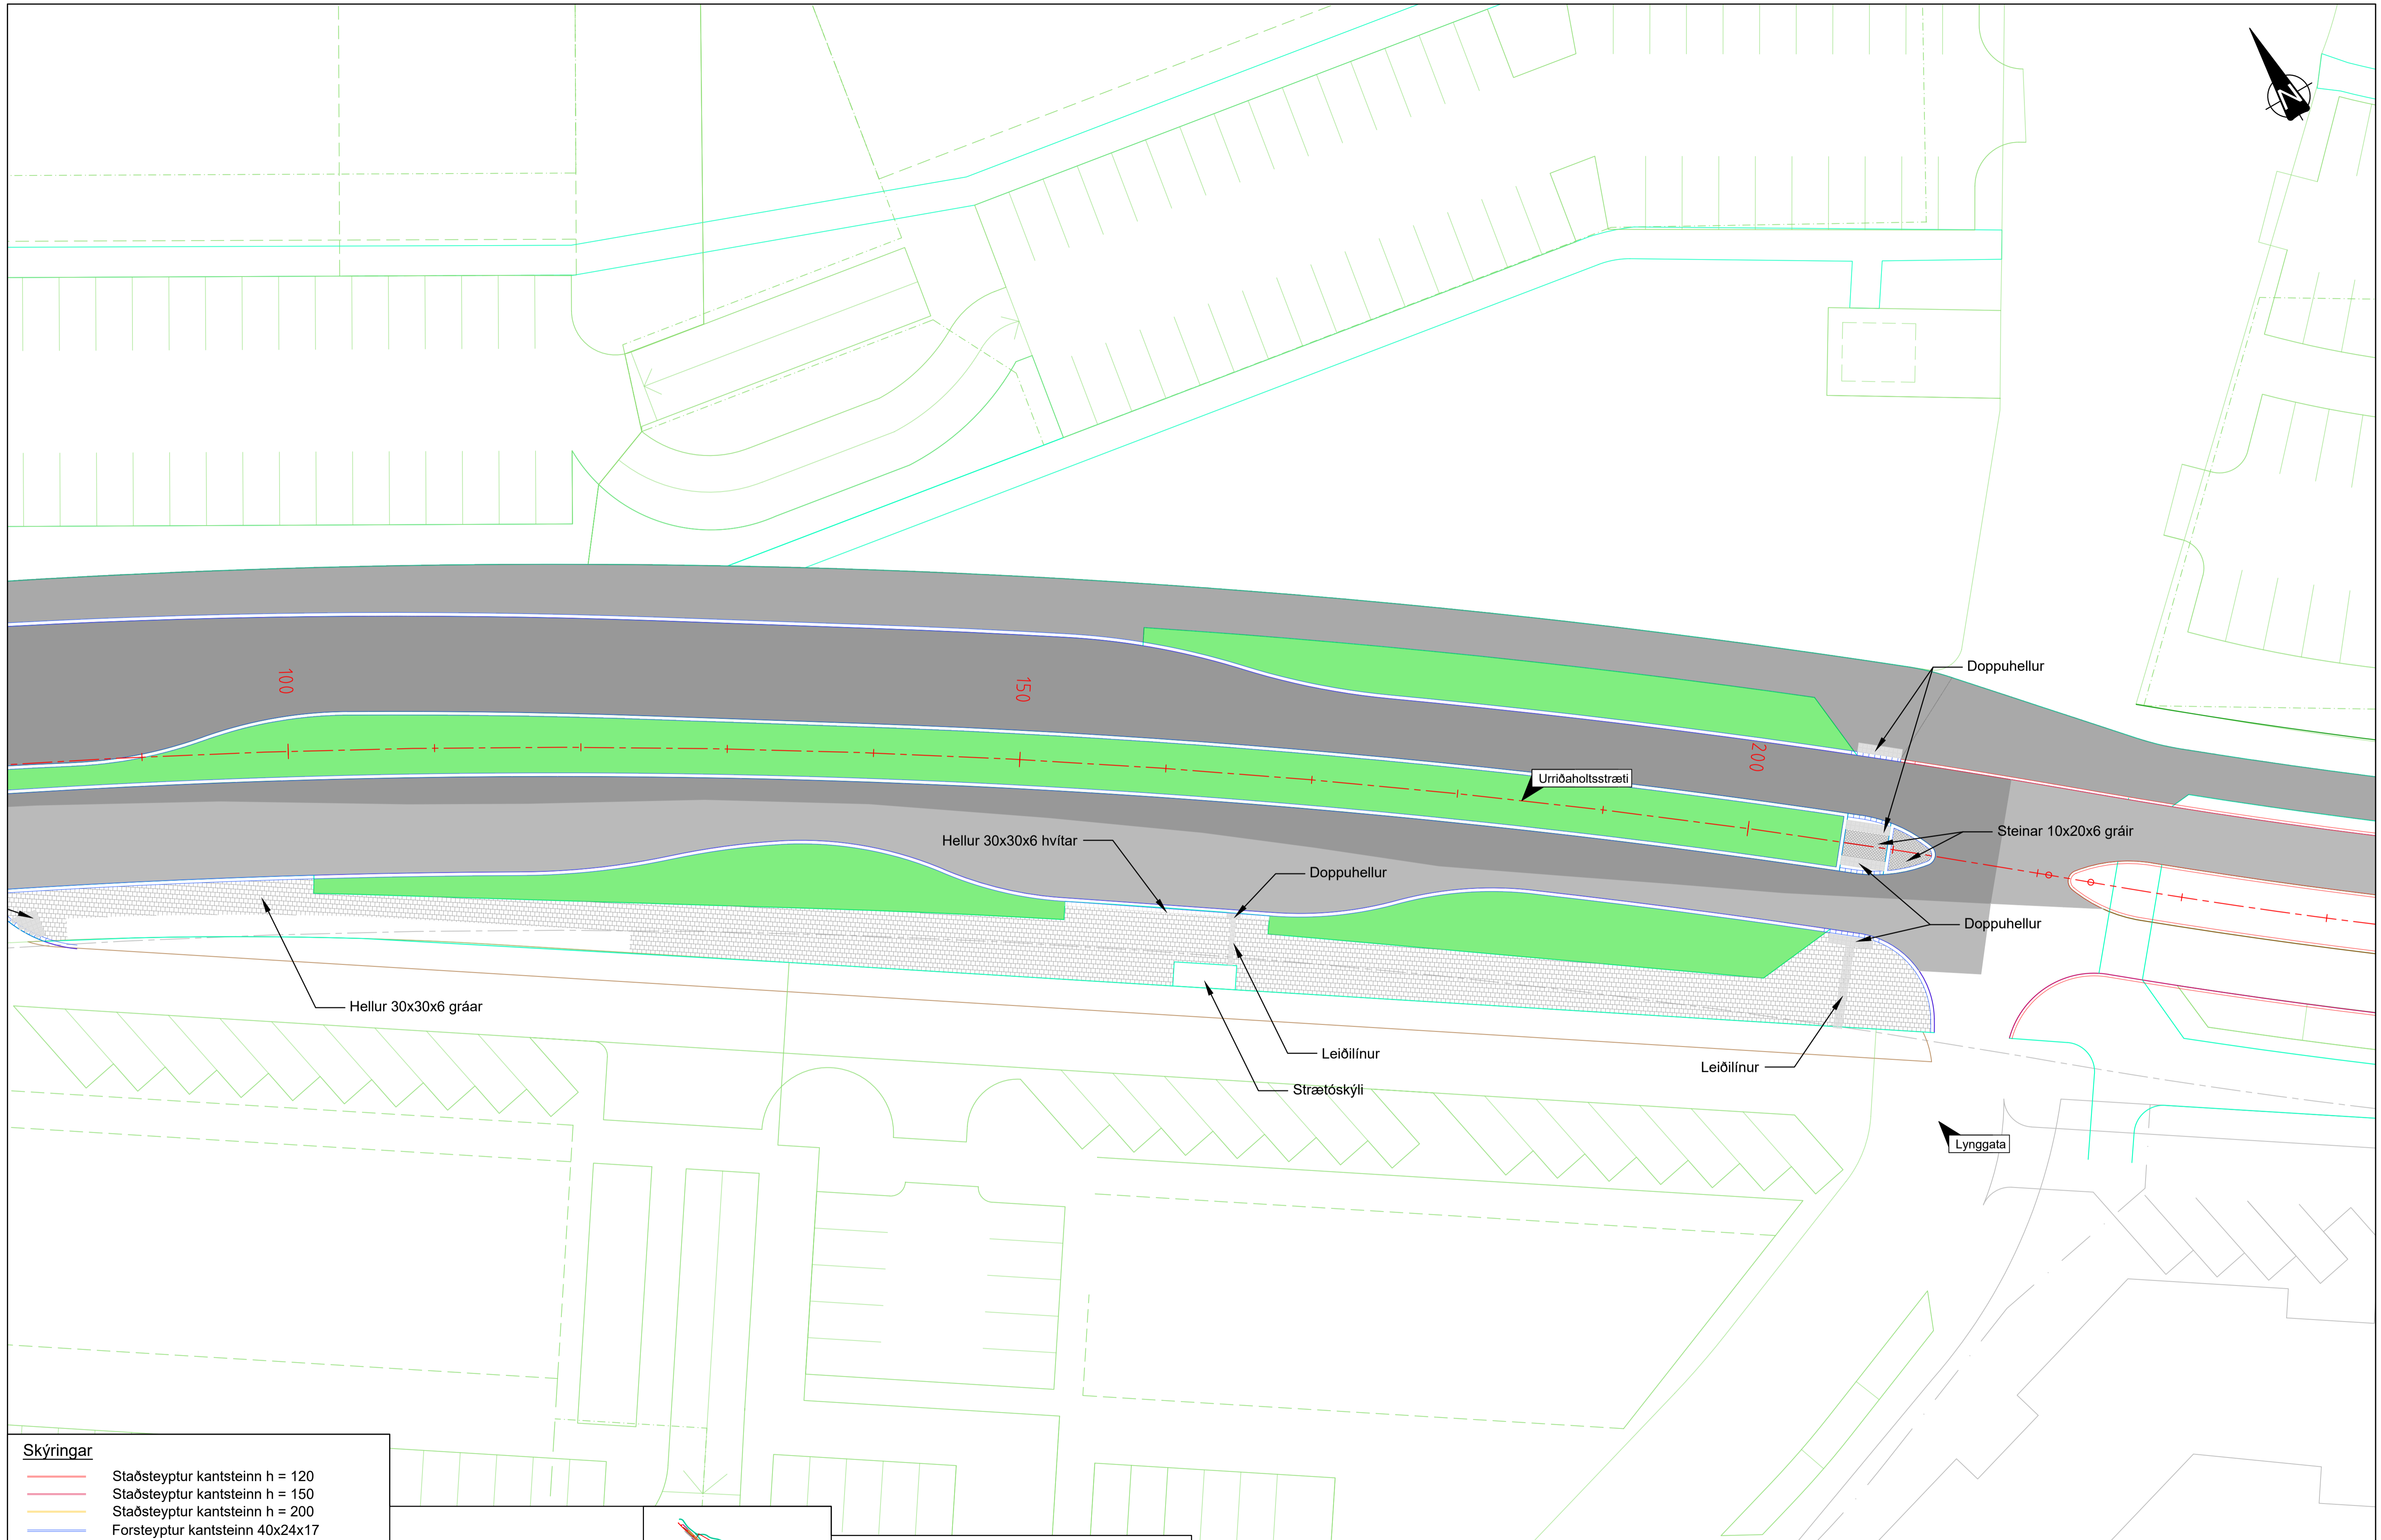 N
100
150
200
Doppuhellur
Urriðaholtsstræti
Steinar 10x20x6 gráir
Hellur 30x30x6 hvítar
Doppuhellur
Doppuhellur
Hellur 30x30x6 gráar
Leiðilínur
Leiðilínur
Strætóskýli
Lynggata
Skýringar
Staðsteyptur kantsteinn h = 120
Staðsteyptur kantsteinn h = 150
Staðsteyptur kantsteinn h = 200
Forsteyptur kantsteinn 40x24x17